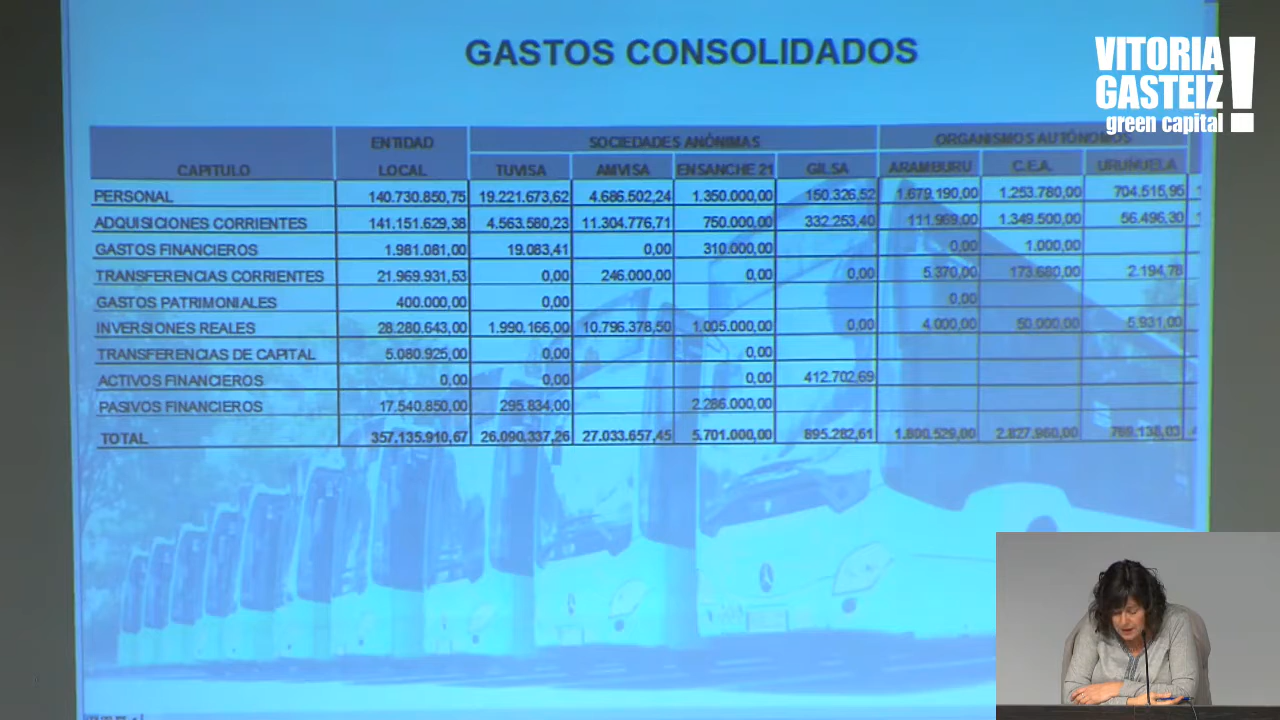 GASTOS CONSOLIDADOS
VITORIA
GASTEIZ
green capital !
ENTIDAD SOCIEDADES ANÓNIMAS ORGANISMOS AUTÓNOMOS
CAPITULO LOCAL TUVISA AMVISA ENSANCHE 21 GILSA ARAMBURU C.E.A. URUÑUELA
PERSONAL 140.730.850,75 19.221.673,62 4.686.502,24 1.350.000,00 150.326,52 1.679.190,00 1.253.780,00 704.515,95
ADQUISICIONES CORRIENTES 141.151.629,38 4.563.580,23 11.304.776,71 750.000,00 332.253,40 111.969,00 1.349.500,00 56.496,30
GASTOS FINANCIEROS 1.981.081,00 19.083,41 0,00 310.000,00 0,00 1.000,00
TRANSFERENCIAS CORRIENTES 21.969.931,53 0,00 246.000,00 0,00 0,00 5.370,00 173.680,00 2.194,78
GASTOS PATRIMONIALES 400.000,00 0,00 0,00
INVERSIONES REALES 28.280.643,00 1.990.166,00 10.796.378,50 1.005.000,00 0,00 4.000,00 50.000,00 5.931,00
TRANSFERENCIAS DE CAPITAL 5.080.925,00 0,00 0,00
ACTIVOS FINANCIEROS 0,00 0,00 0,00 412.702,69
PASIVOS FINANCIEROS 17.540.850,00 295.834,00 2.286.000,00
TOTAL 357.135.910,67 26.090.337,26 27.033.657,45 5.701.000,00 895.282,61 1.800.529,00 2.827.960,00 769.138,03